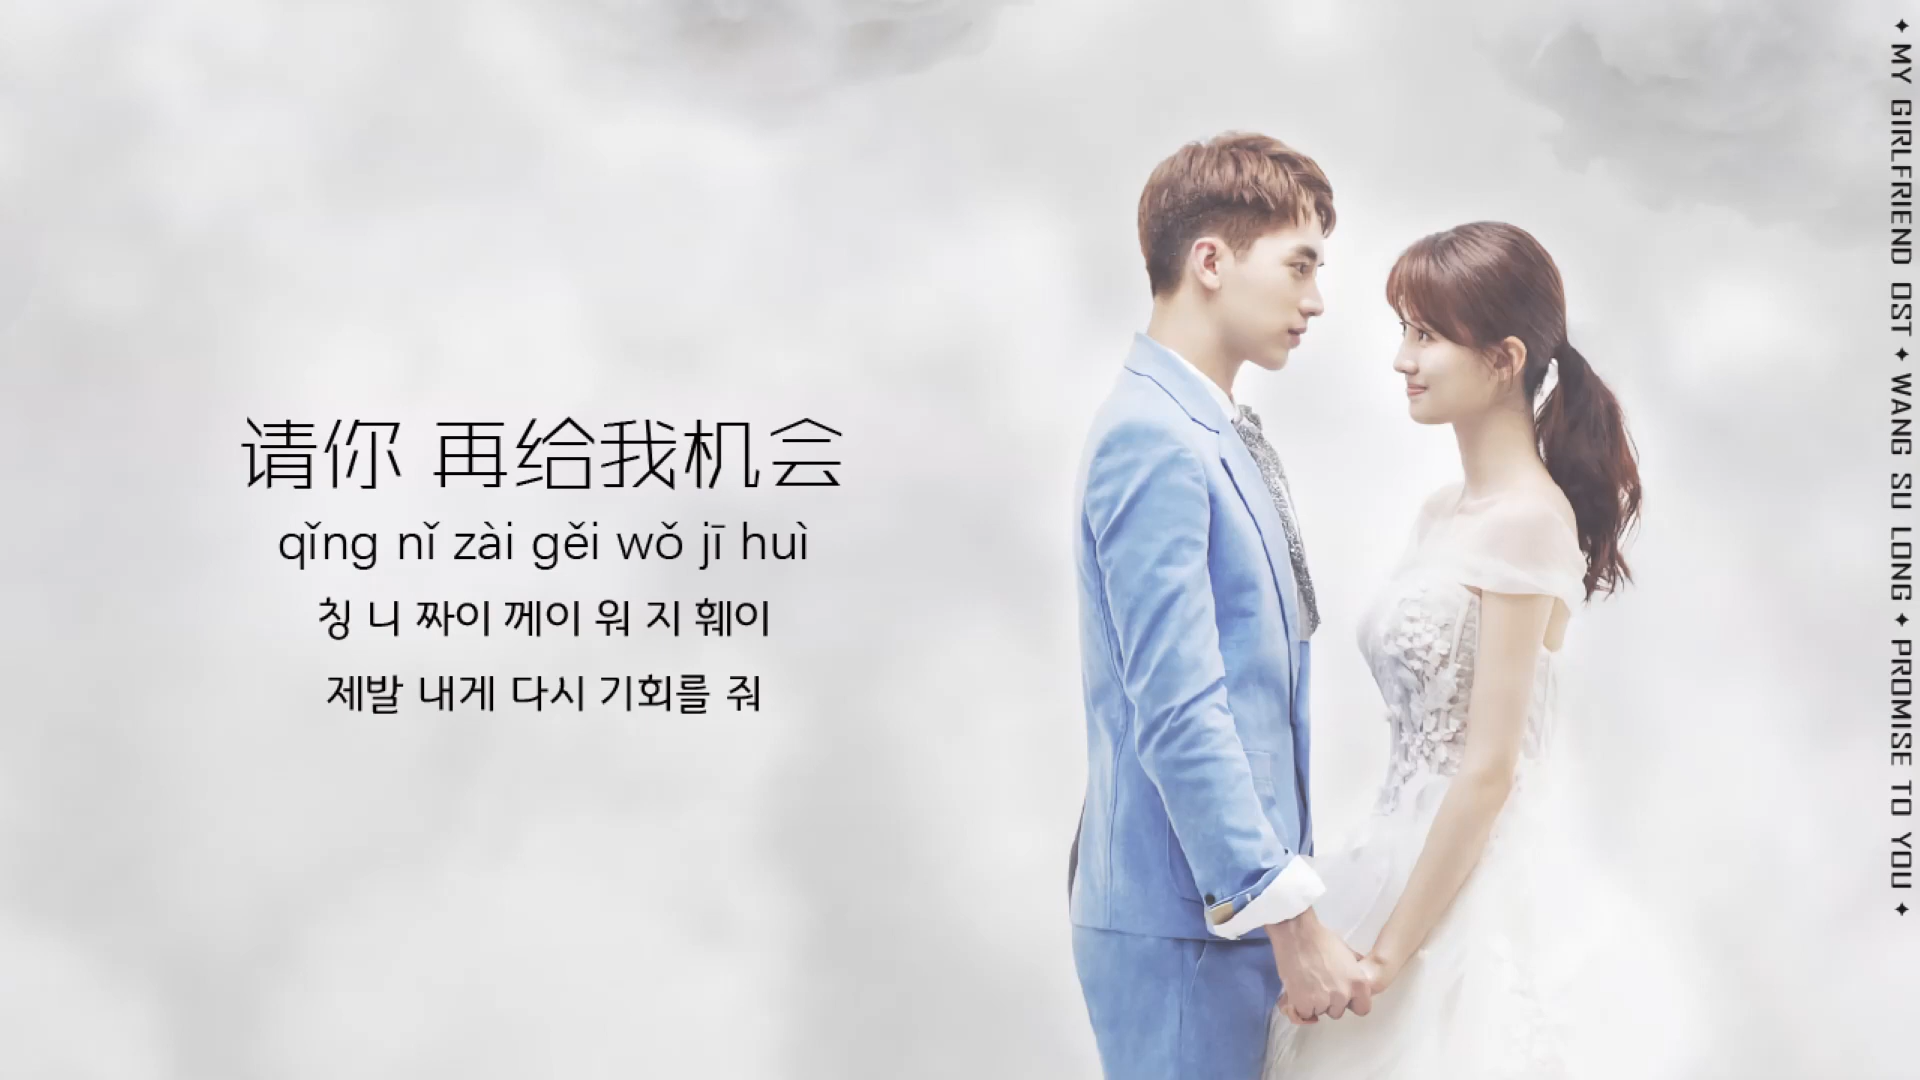 请你 再给我机会
qǐng nǐ zài gěi wǒ jī huì
칭 니 짜이 께이 워 지 훼이
제발 내게 다시 기회를 줘
✦ MY GIRLFRIEND OST ✦ WANG SU LONG ✦ PROMISE TO YOU ✦